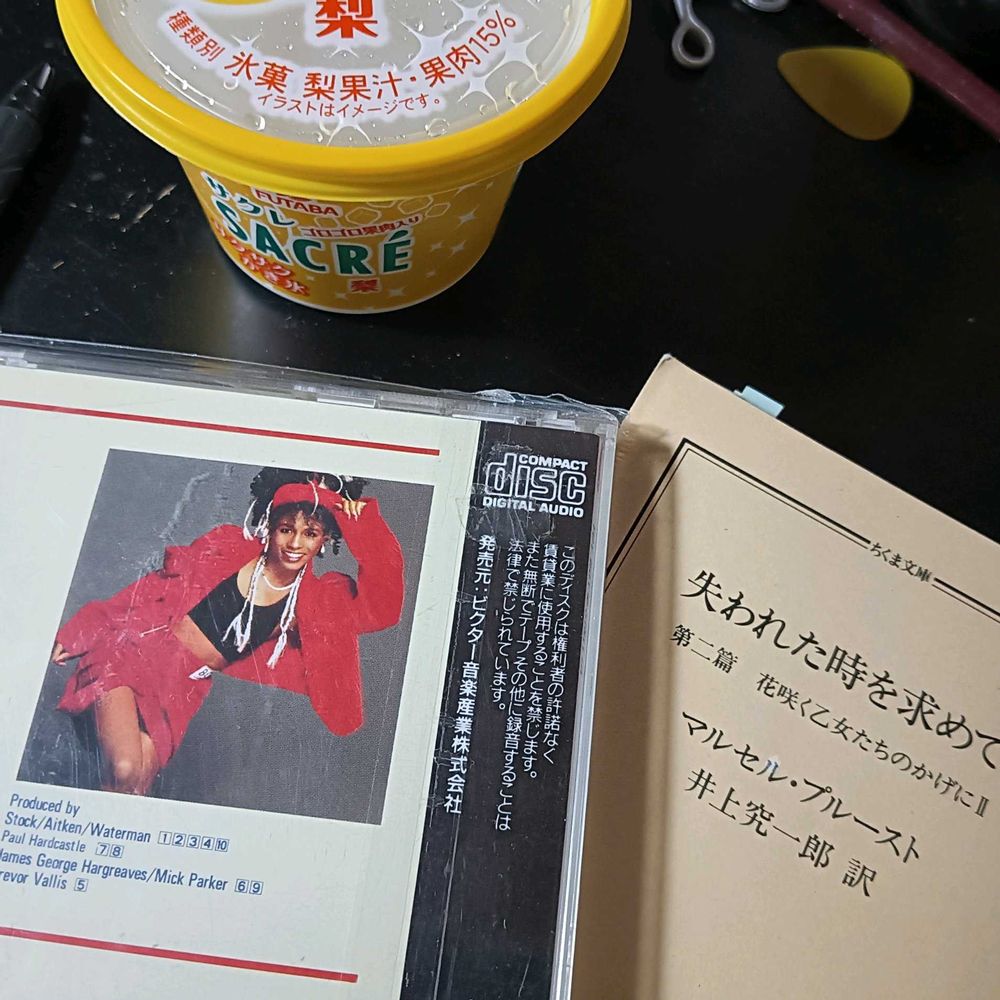 梨
種類別 氷菓 梨果汁・果肉15%
イラストはイメージです。
FUTABA
サクレ ゴロゴロ果肉入り
SACRÉ
サクサク
かき氷
梨
COMPACT
disc
DIGITAL AUDIO
このディスクは権利者の許諾なく
賃貸業に使用することを禁じます。
また無断でテープその他に録音することは
法律で禁じられています。
発売元:ビクター音楽産業株式会社
Produced by
Stock/Aitken/Waterman 1 2 3 4 10
Paul Hardcastle 7 8
James George Hargreaves/Mick Parker 6 9
revor Vallis 5
ちくま文庫
失われた時を求めて
第二篇 花咲く乙女たちのかげにⅡ
マルセル・プルースト
井上究一郎 訳